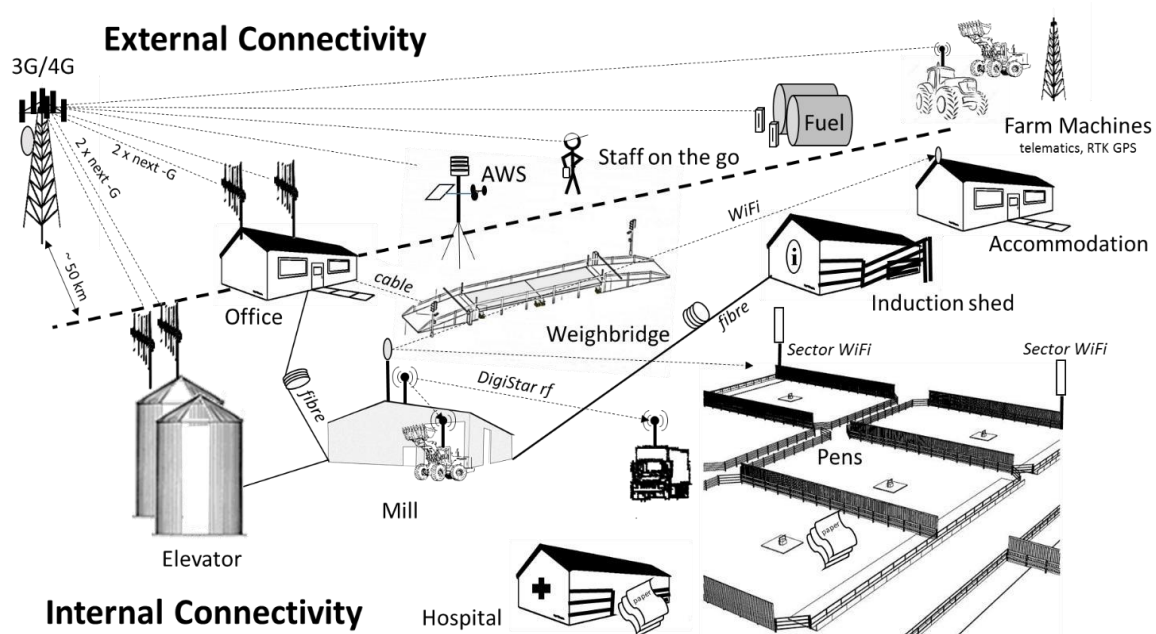 External Connectivity
3G/4G
2 x next -G
2 x next -G
~ 50 km
Office
cable
AWS
Staff on the go
Fuel
Farm Machines
telematics, RTK GPS
WiFi
Accommodation
i
Induction shed
Weighbridge
fibre
fibre
Sector WiFi
Sector WiFi
DigiStar rf
Pens
paper
Mill
Elevator
Hospital
paper
Internal Connectivity